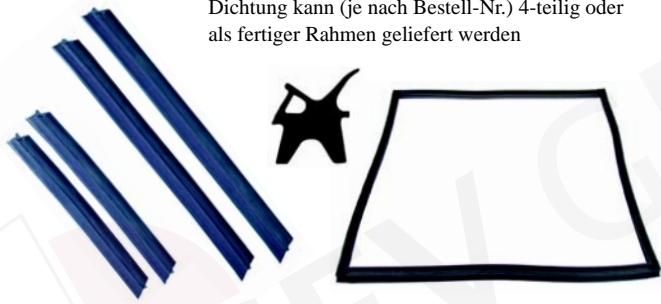 Dichtung kann (je nach Bestell-Nr.) 4-teilig oder
als fertiger Rahmen geliefert werden